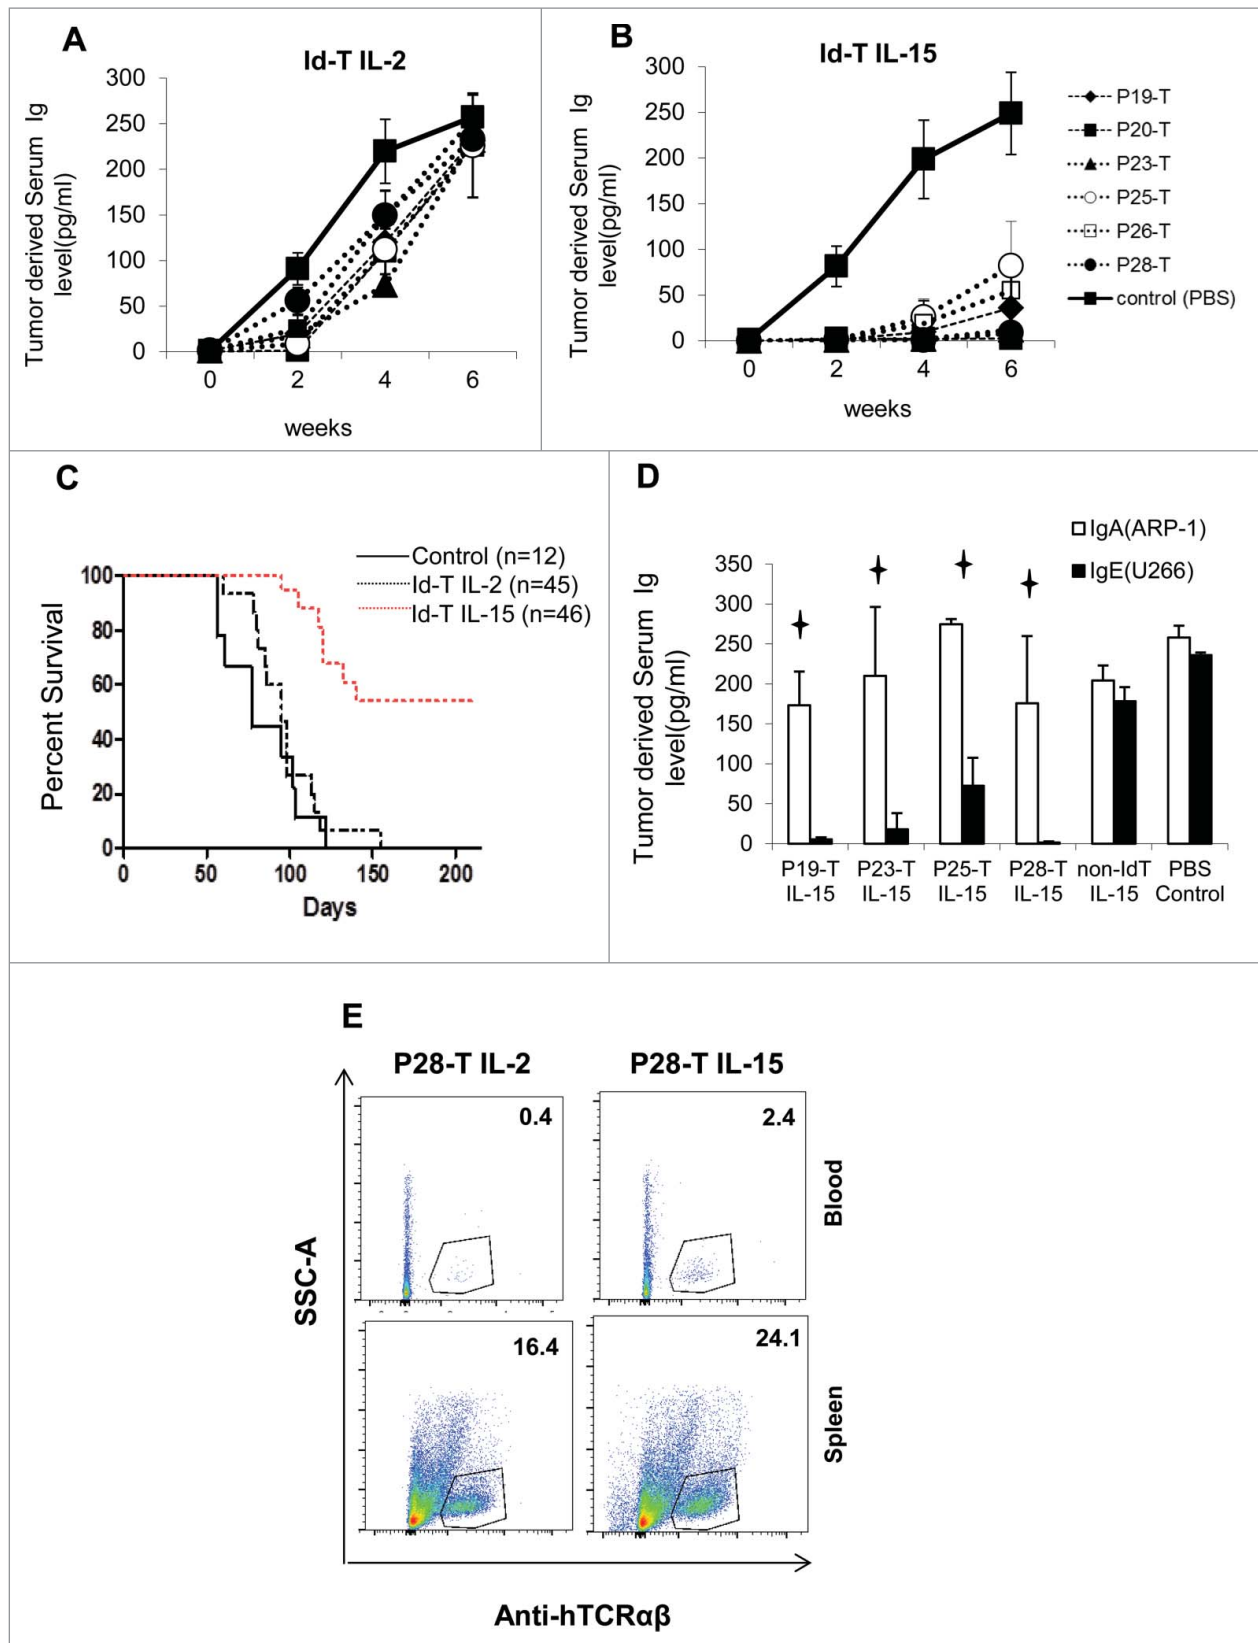 A
Id-T IL-2
Tumor derived Serum Ig
level(pg/ml)
300
250
200
150
100
50
0
0 2 4 6
weeks
B
Id-T IL-15
Tumor derived Serum Ig
level(pg/ml)
300
250
200
150
100
50
0
0 2 4 6
weeks
P19-T
P20-T
P23-T
P25-T
P26-T
P28-T
control (PBS)
C
Control (n=12)
Id-T IL-2 (n=45)
Id-T IL-15 (n=46)
Percent Survival
100
80
60
40
20
0
0 50 100 150 200
Days
D
IgA(ARP-1)
IgE(U266)
Tumor derived Serum Ig
level(pg/ml)
350
300
250
200
150
100
50
0
P19-T P23-T P25-T P28-T non-IdT PBS
IL-15 IL-15 IL-15 IL-15 IL-15 Control
E
P28-T IL-2 P28-T IL-15
0.4 2.4
Blood
SSC-A
16.4 24.1
Spleen
Anti-hTCRαβ